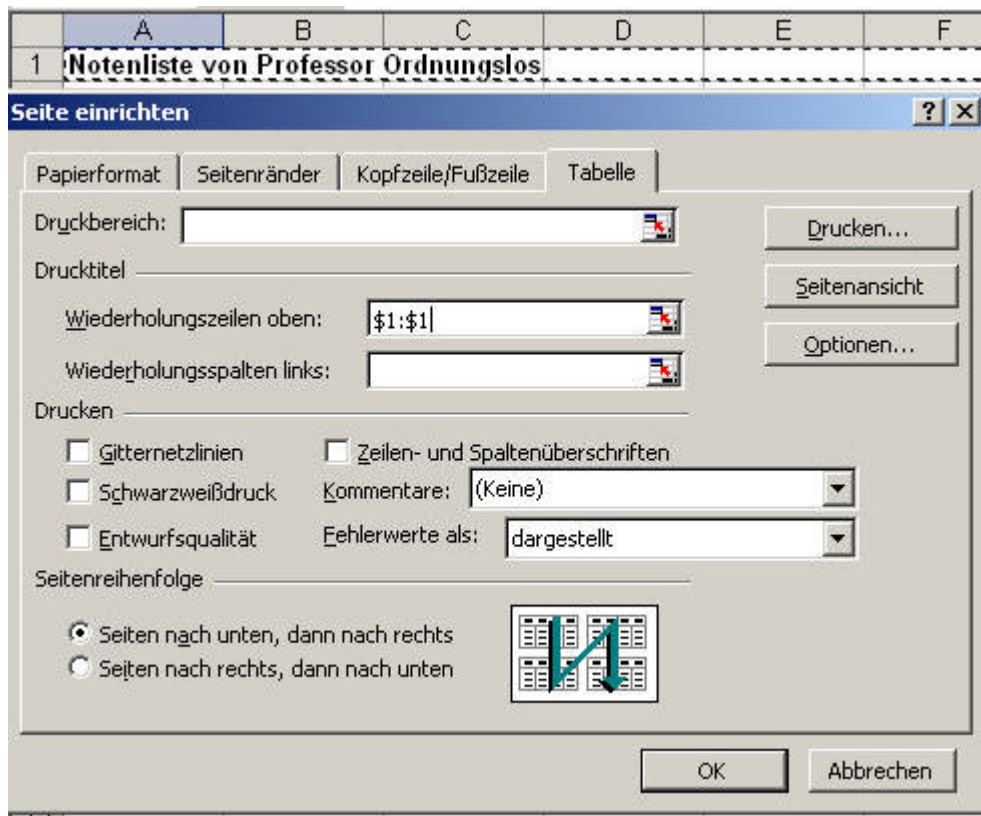 A B C D E F
1 Notenliste von Professor Ordnungslos
Seite einrichten
Papierformat Seitenränder Kopfzeile/Fußzeile Tabelle
Druckbereich: Drucken...
Drucktitel Seitenansicht
Wiederholungszeilen oben: $1:$1
Optionen...
Wiederholungsspalten links:
Drucken
Gitternetzlinien Zeilen- und Spaltenüberschriften
Schwarzweißdruck Kommentare: (Keine)
Entwurfsqualität Fehlerwerte als: dargestellt
Seitenreihenfolge
Seiten nach unten, dann nach rechts
Seiten nach rechts, dann nach unten
OK Abbrechen